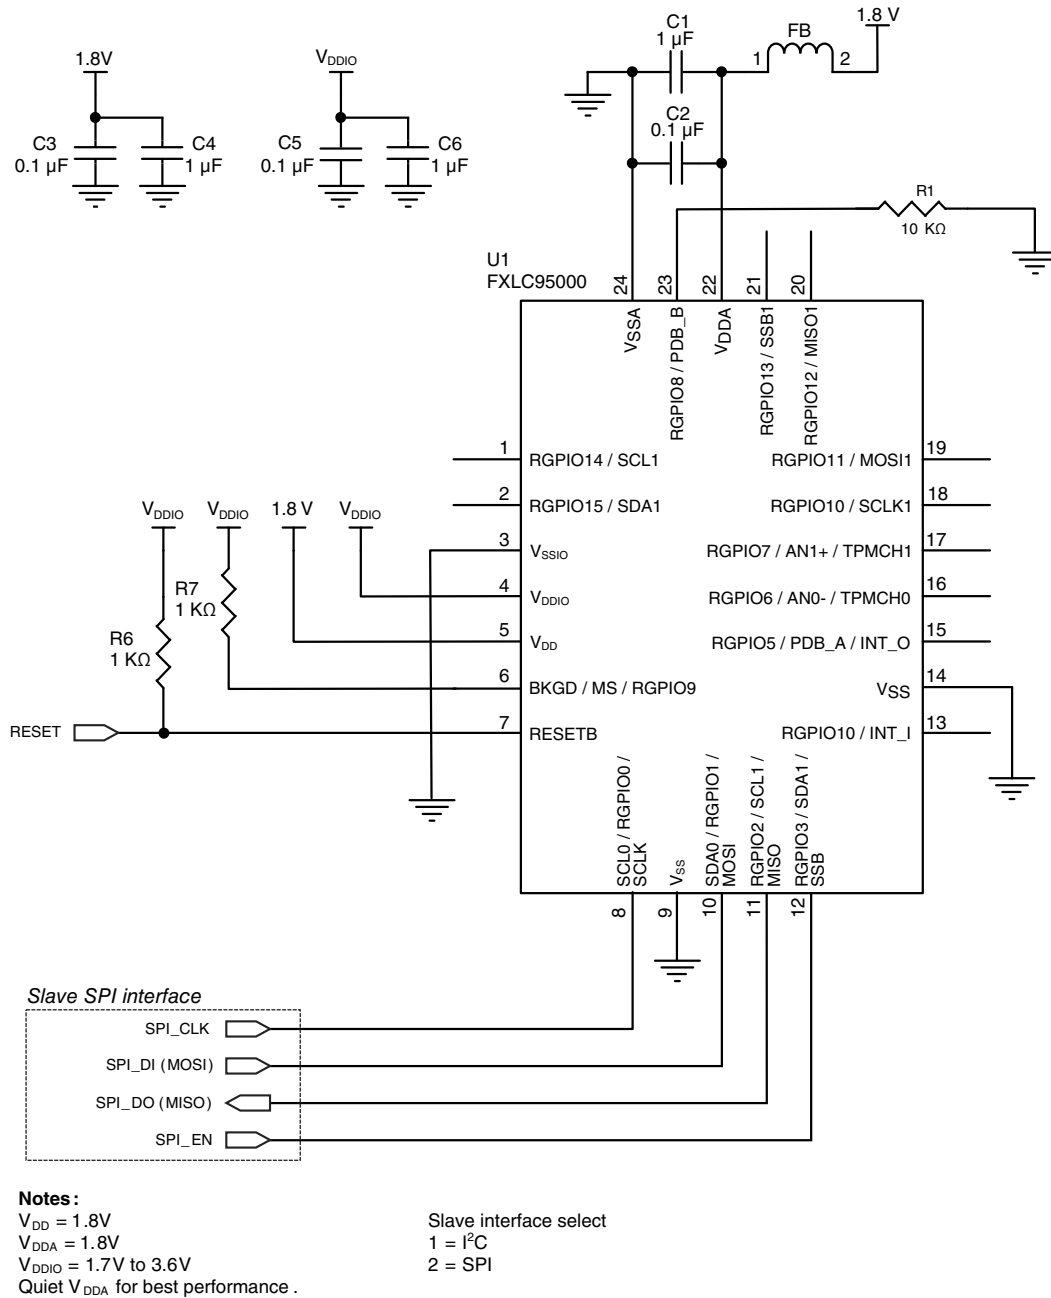 1.8V
C3
0.1 µF
C4
1 µF
VDDIO
C5
0.1 µF
C6
1 µF
C1
1 µF
C2
0.1 µF
1
FB
2
1.8 V
R1
10 KΩ
U1
FXLC95000
24
23
22
21
20
VSSA
RGPIO8 / PDB_B
VDDA
RGPIO13 / SSB1
RGPIO12 / MISO1
1
RGPIO14 / SCL1
2
RGPIO15 / SDA1
3
VSSIO
4
VDDIO
5
VDD
6
BKGD / MS / RGPIO9
7
RESETB
RGPIO11 / MOSI1
19
RGPIO10 / SCLK1
18
RGPIO7 / AN1+ / TPMCH1
17
RGPIO6 / AN0- / TPMCH0
16
RGPIO5 / PDB_A / INT_O
15
VSS
14
RGPIO10 / INT_I
13
VDDIO
VDDIO
1.8 V
VDDIO
R7
1 KΩ
R6
1 KΩ
RESET
SCL0 / RGPIO0 /
SCLK
VSS
SDA0 / RGPIO1 /
MOSI
RGPIO2 / SCL1 /
MISO
RGPIO3 / SDA1 /
SSB
8
9
10
11
12
Slave SPI interface
SPI_CLK
SPI_DI (MOSI)
SPI_DO (MISO)
SPI_EN
Notes:
VDD = 1.8V
VDDA = 1.8V
VDDIO = 1.7V to 3.6V
Quiet VDDA for best performance .
Slave interface select
1 = I²C
2 = SPI